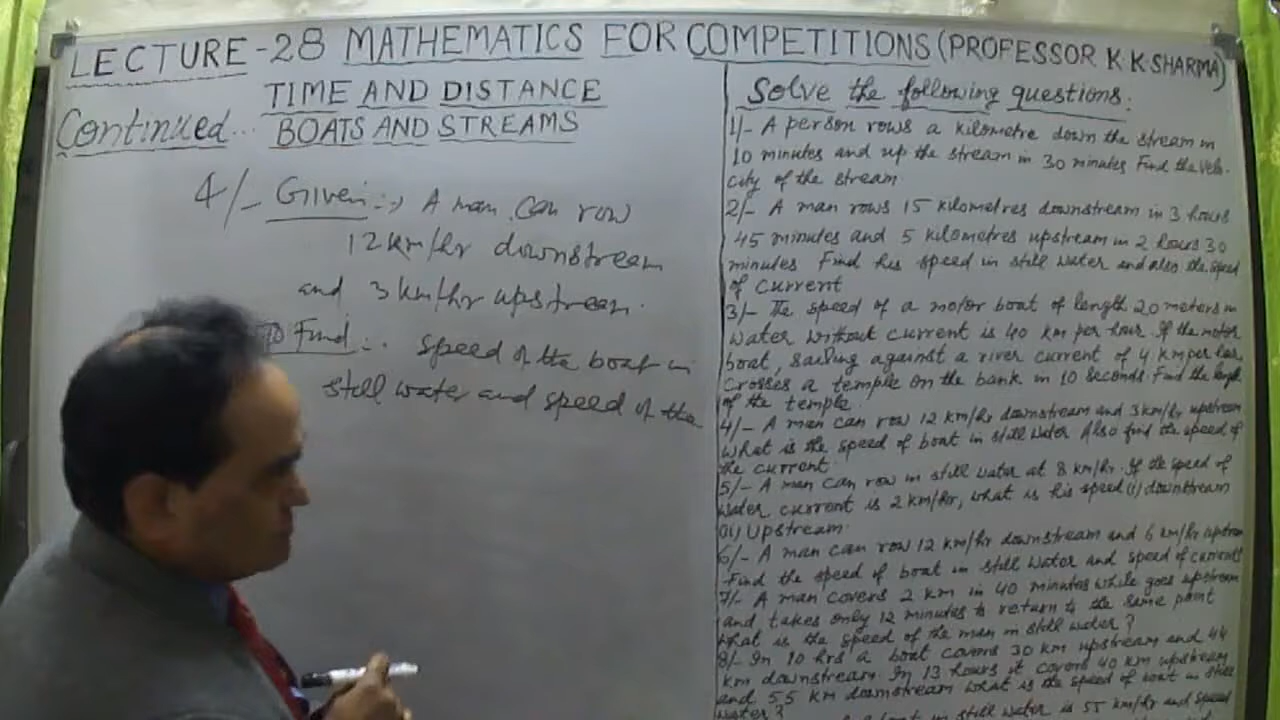 LECTURE-28 MATHEMATICS FOR COMPETITIONS (PROFESSOR K K SHARMA)
TIME AND DISTANCE
Continued... BOATS AND STREAMS
4/- Given:-> A man can row
12 km/hr downstream
and 3 km/hr upstream.
Find:- speed of the boat in
still water and speed of the
Solve the following questions:
1/- A person rows a kilometre down the stream in
10 minutes and up the stream in 30 minutes Find the velo-
city of the stream
2/- A man rows 15 kilometres downstream in 3 hours
45 minutes and 5 kilometres upstream in 2 hours 30
minutes Find his speed in still water and also the speed
of current
3/- The speed of a motor boat of length 20 meters in
water without current is 40 km per hour. If the motor
boat, sailing against a river current of 4 km per hour,
crosses a temple on the bank in 10 seconds Find the length
of the temple.
4/- A man can row 12 km/hr downstream and 3 km/hr upstream.
What is the speed of boat in still water Also find the speed of
the current.
5/- A man can row in still water at 8 km/hr. If the speed of
water current is 2 km/hr, what is his speed (i) downstream
(ii) Upstream.
6/- A man can row 12 km/hr downstream and 6 km/hr upstream
Find the speed of boat in still water and speed of current
7/- A man covers 2 km in 40 minutes while goes upstream
and takes only 12 minutes to return to the same point
What is the speed of the man in still water?
8/- In 10 hrs a boat covers 30 km upstream and 44
km downstream In 13 hours it covers 40 km upstream
and 55 km downstream what is the speed of boat in still
water?
boat in still water is 55 km/hr and speed